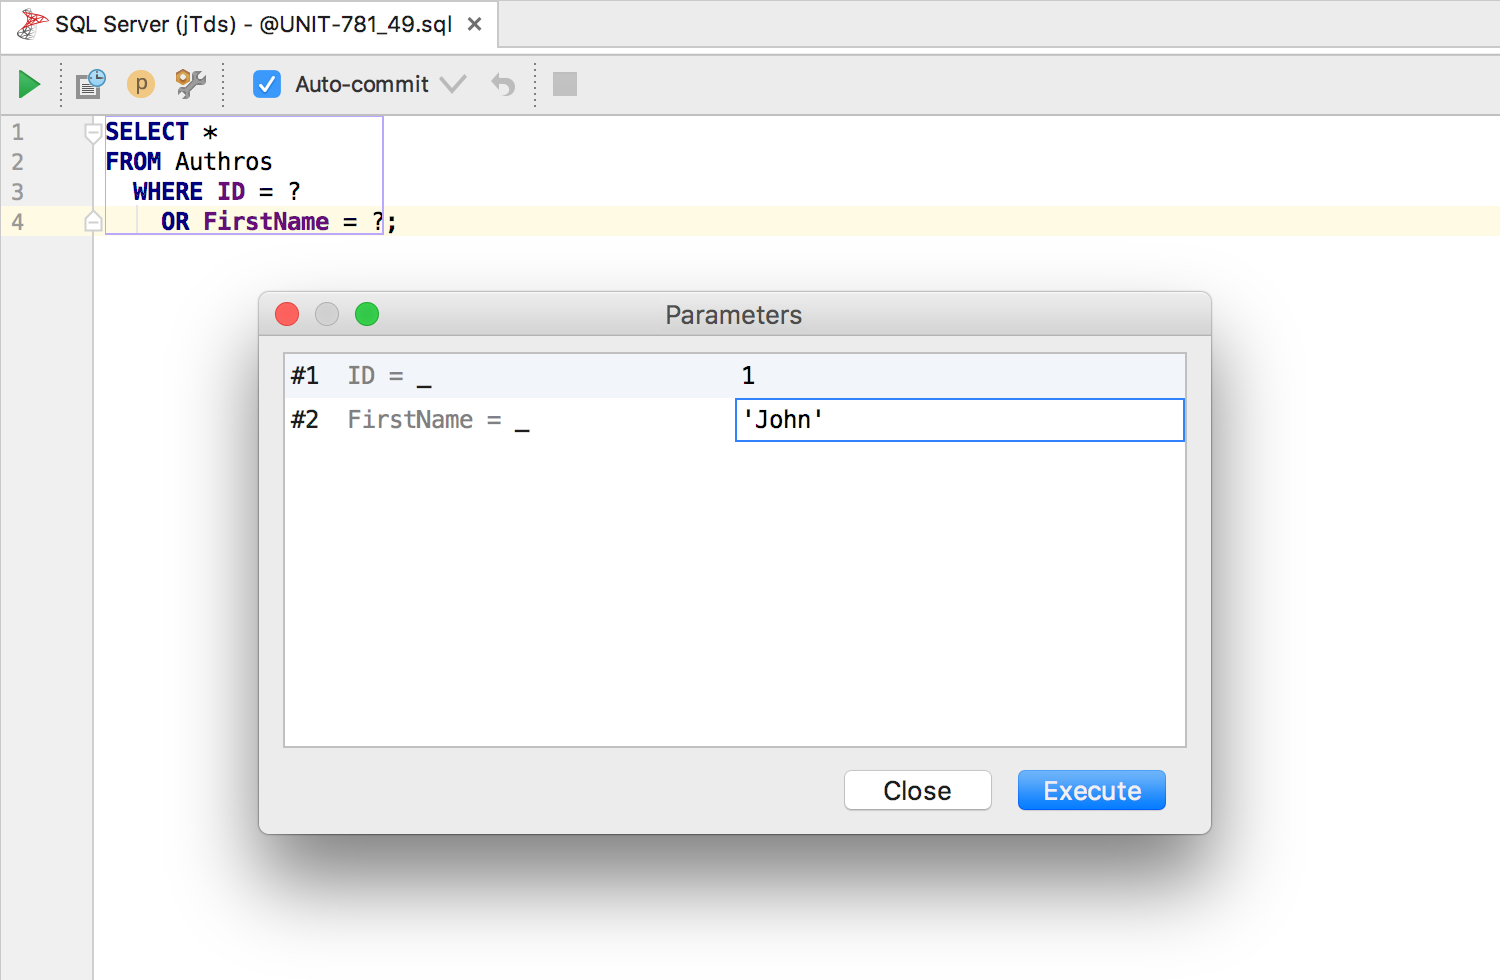 SQL Server (jTds) - @UNIT-781_49.sql ×
p Auto-commit
1 SELECT *
2 FROM Authros
3 WHERE ID = ?
4 OR FirstName = ?;
Parameters
#1 ID = _ 1
#2 FirstName = _ 'John'
Close Execute